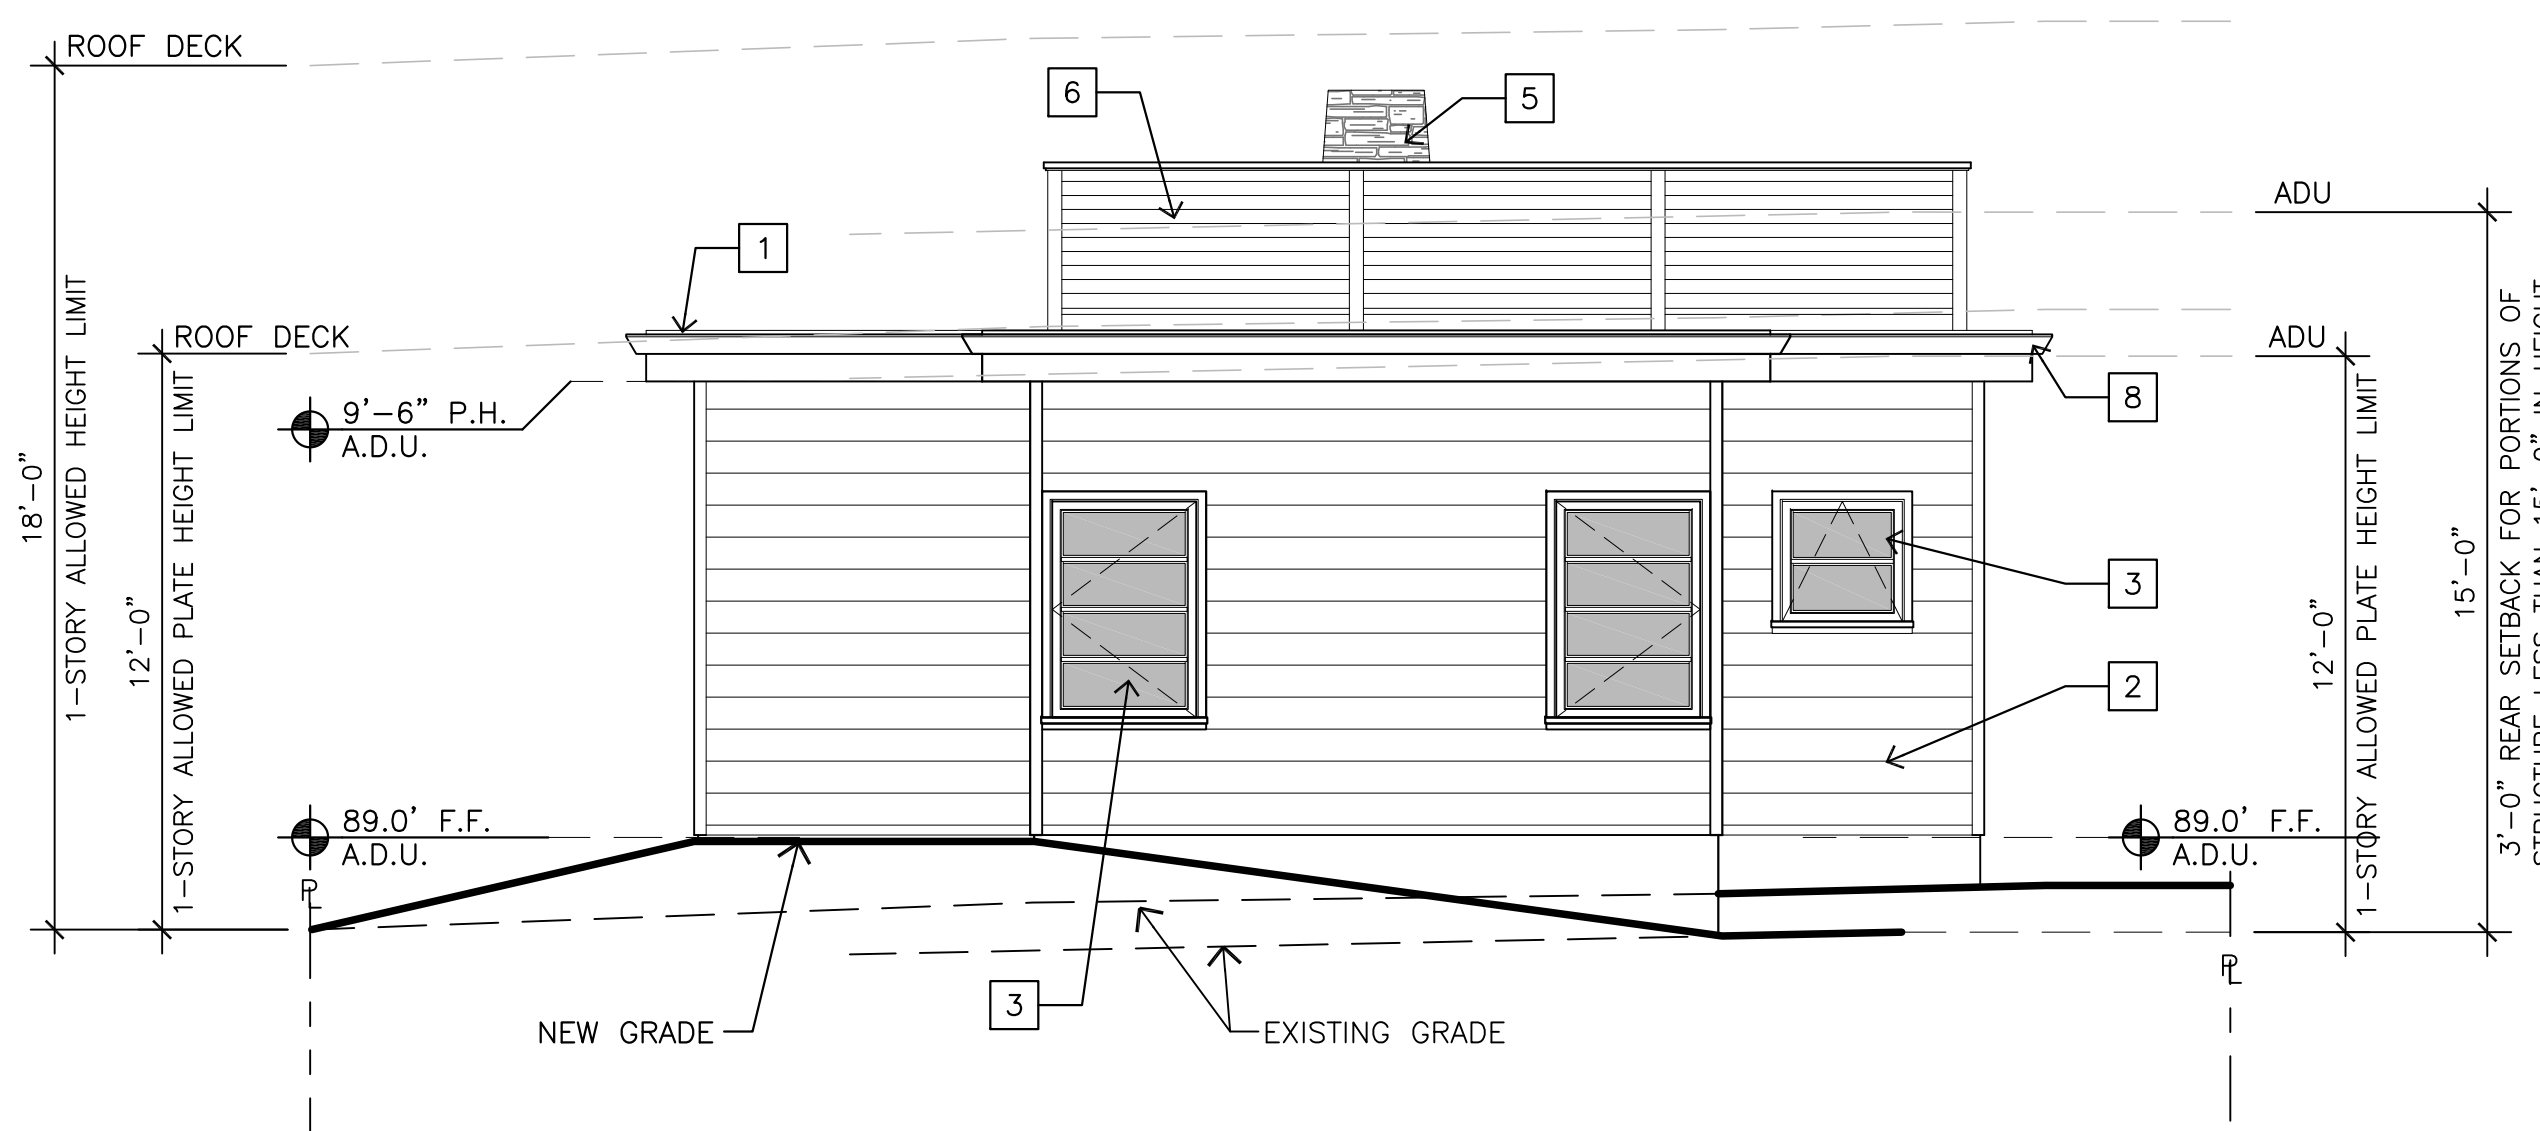 ROOF DECK
6
5
ADU
1
ROOF DECK
ADU
8
9'-6" P.H.
A.D.U.
18'-0"
1-STORY ALLOWED HEIGHT LIMIT
12'-0"
1-STORY ALLOWED PLATE HEIGHT LIMIT
3
2
12'-0"
1-STORY ALLOWED PLATE HEIGHT LIMIT
15'-0"
3'-0" REAR SETBACK FOR PORTIONS OF
89.0' F.F.
A.D.U.
89.0' F.F.
A.D.U.
PL
PL
3
NEW GRADE
EXISTING GRADE